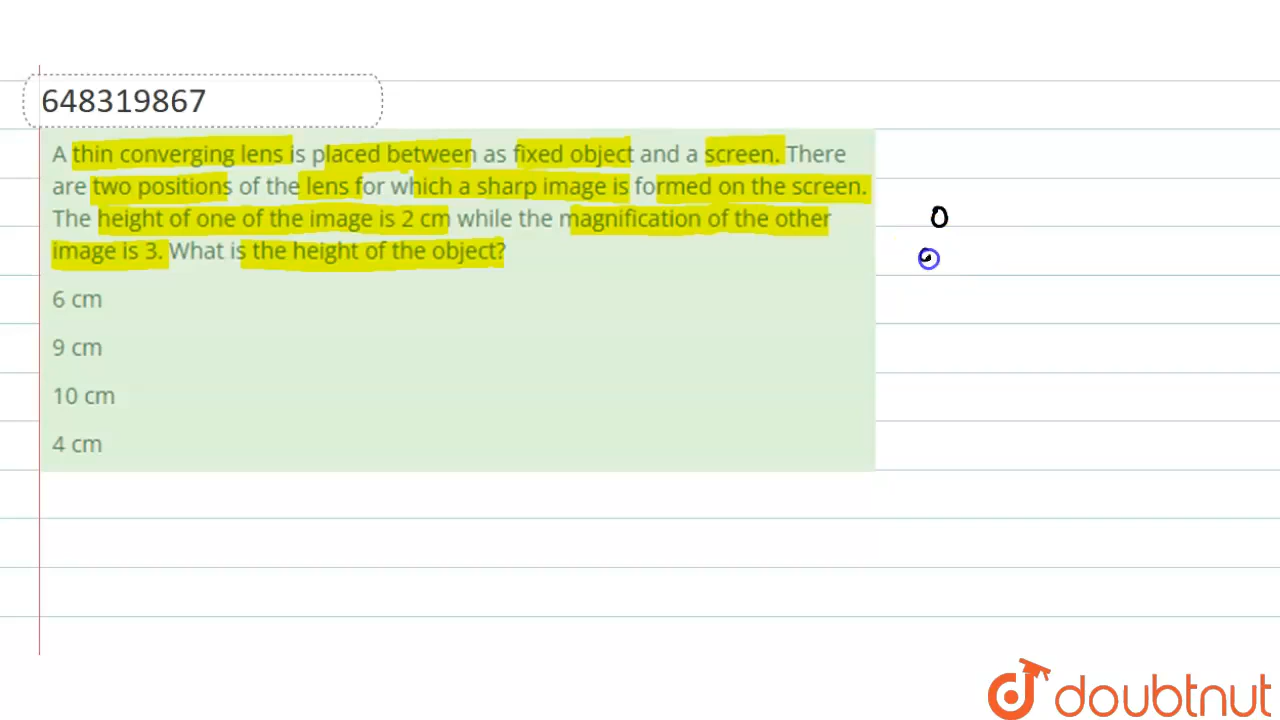 648319867
A thin converging lens is placed between as fixed object and a screen. There
are two positions of the lens for which a sharp image is formed on the screen.
The height of one of the image is 2 cm while the magnification of the other
image is 3. What is the height of the object?
6 cm
9 cm
10 cm
4 cm
doubtnut